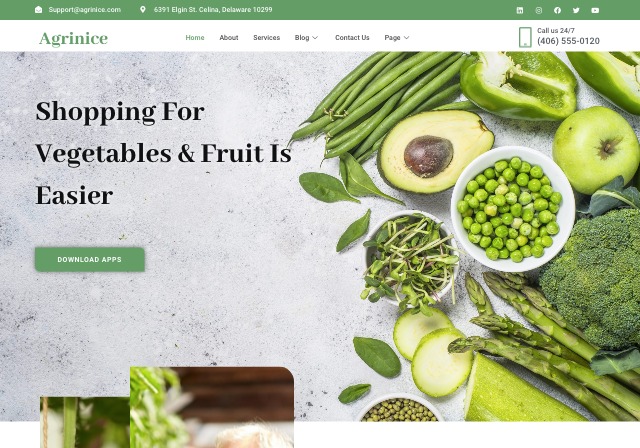 Support@agrinice.com
6391 Elgin St. Celina, Delaware 10299
Agrinice
Home
About
Services
Blog
Contact Us
Page
Call us 24/7
(406) 555-0120
Shopping For
Vegetables & Fruit Is
Easier
DOWNLOAD APPS